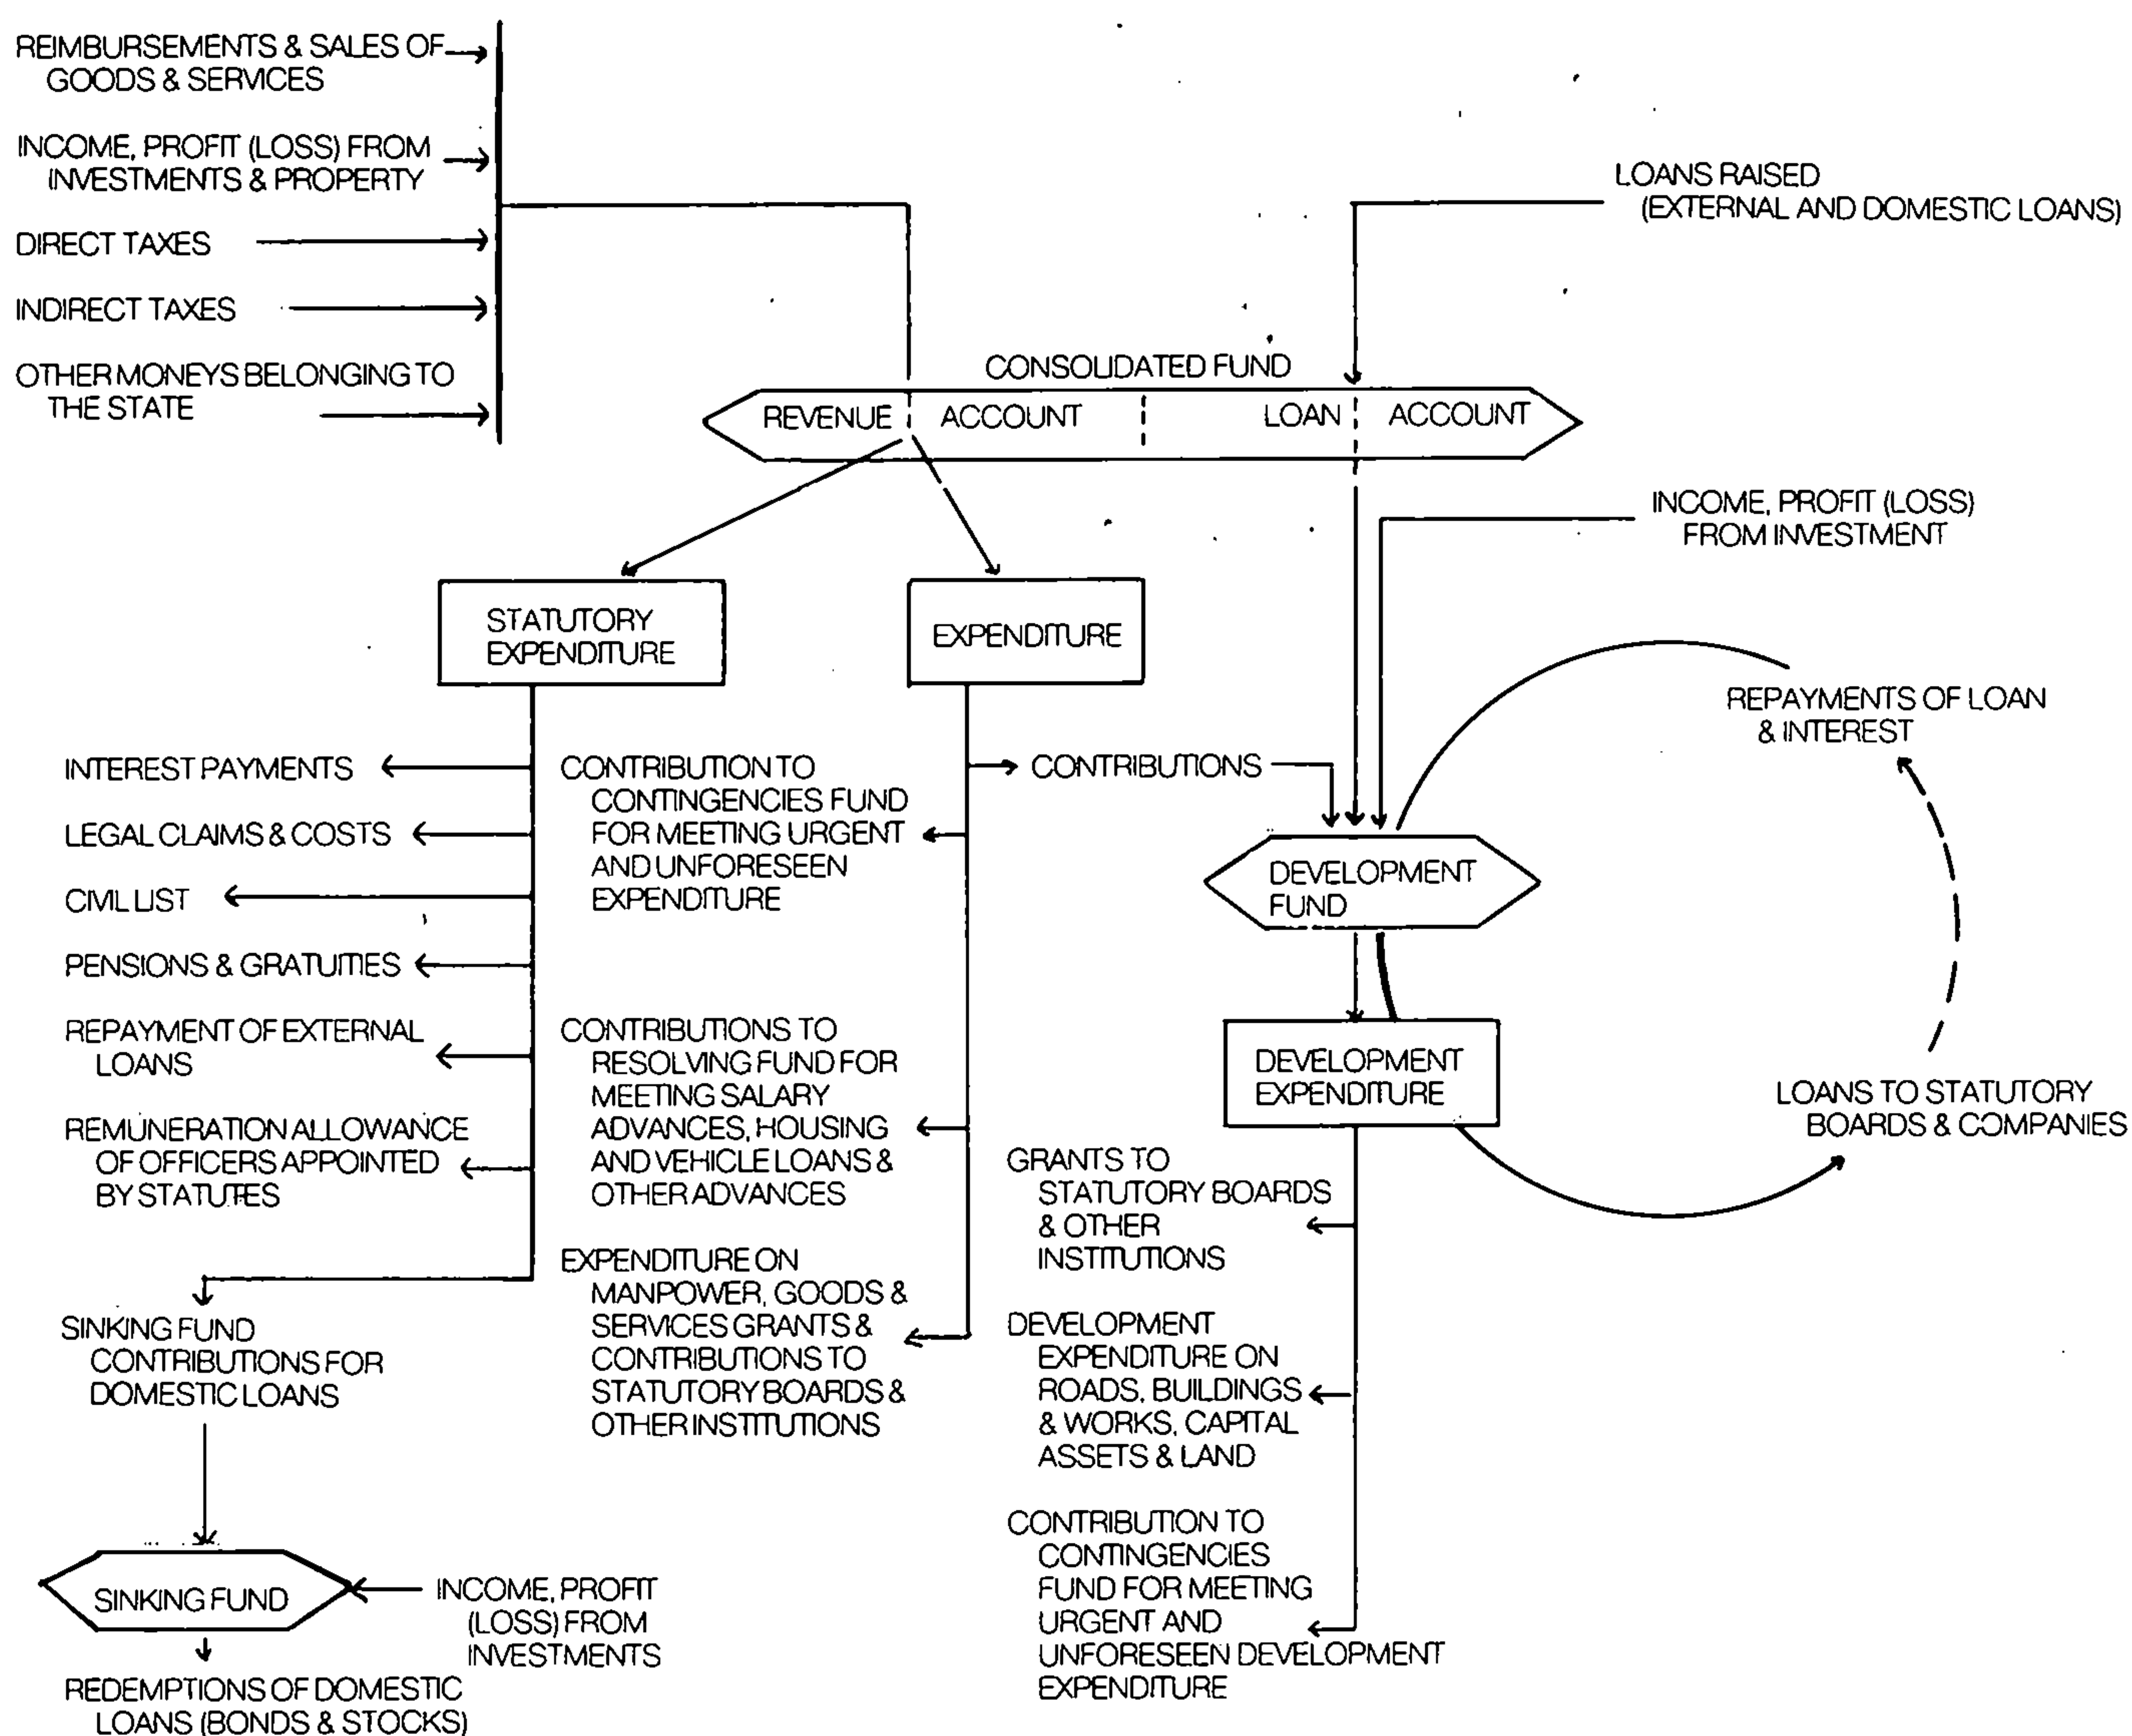 REIMBURSEMENTS & SALES OF
GOODS & SERVICES
INCOME, PROFIT (LOSS) FROM
INVESTMENTS & PROPERTY
DIRECT TAXES
INDIRECT TAXES
OTHER MONEYS BELONGING TO
THE STATE
LOANS RAISED
(EXTERNAL AND DOMESTIC LOANS)
CONSOLIDATED FUND
REVENUE ACCOUNT LOAN ACCOUNT
INCOME, PROFIT (LOSS)
FROM INVESTMENT
STATUTORY
EXPENDITURE
EXPENDITURE
REPAYMENTS OF LOAN
& INTEREST
INTEREST PAYMENTS
LEGAL CLAIMS & COSTS
CIVIL LIST
PENSIONS & GRATUITIES
REPAYMENT OF EXTERNAL
LOANS
REMUNERATION ALLOWANCE
OF OFFICERS APPOINTED
BY STATUTES
SINKING FUND
CONTRIBUTIONS FOR
DOMESTIC LOANS
SINKING FUND
INCOME, PROFIT
(LOSS) FROM
INVESTMENTS
REDEMPTIONS OF DOMESTIC
LOANS (BONDS & STOCKS)
CONTRIBUTION TO
CONTINGENCIES FUND
FOR MEETING URGENT
AND UNFORESEEN
EXPENDITURE
CONTRIBUTIONS TO
RESOLVING FUND FOR
MEETING SALARY
ADVANCES, HOUSING
AND VEHICLE LOANS &
OTHER ADVANCES
EXPENDITURE ON
MANPOWER, GOODS &
SERVICES GRANTS &
CONTRIBUTIONS TO
STATUTORY BOARDS &
OTHER INSTITUTIONS
CONTRIBUTIONS
DEVELOPMENT
FUND
DEVELOPMENT
EXPENDITURE
LOANS TO STATUTORY
BOARDS & COMPANIES
GRANTS TO
STATUTORY BOARDS
& OTHER
INSTITUTIONS
DEVELOPMENT
EXPENDITURE ON
ROADS, BUILDINGS
& WORKS, CAPITAL
ASSETS & LAND
CONTRIBUTION TO
CONTINGENCIES
FUND FOR MEETING
URGENT AND
UNFORESEEN DEVELOPMENT
EXPENDITURE